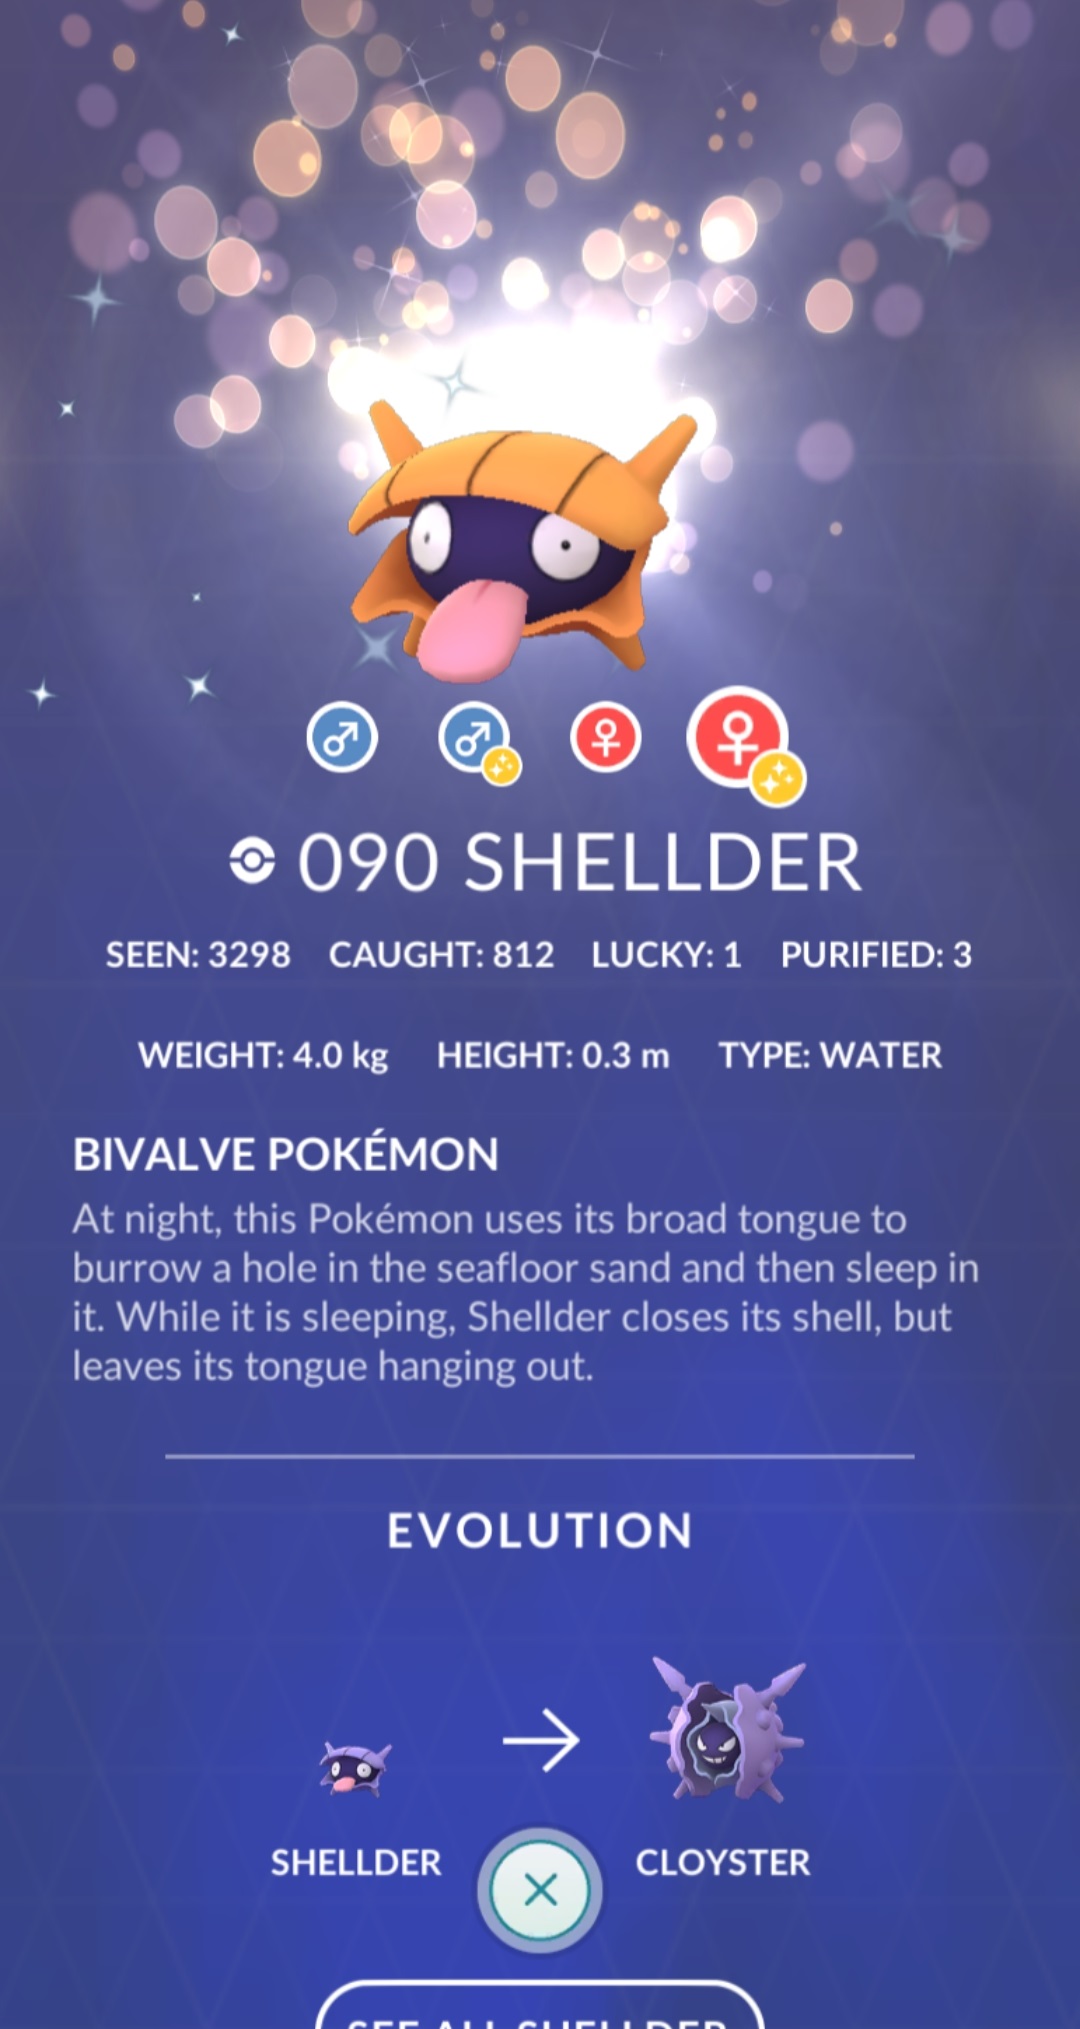 090 SHELLDER
SEEN: 3298 CAUGHT: 812 LUCKY: 1 PURIFIED: 3
WEIGHT: 4.0 kg HEIGHT: 0.3 m TYPE: WATER
BIVALVE POKÉMON
At night, this Pokémon uses its broad tongue to
burrow a hole in the seafloor sand and then sleep in
it. While it is sleeping, Shellder closes its shell, but
leaves its tongue hanging out.
EVOLUTION
SHELLDER CLOYSTER
SEE ALL SHELLDER